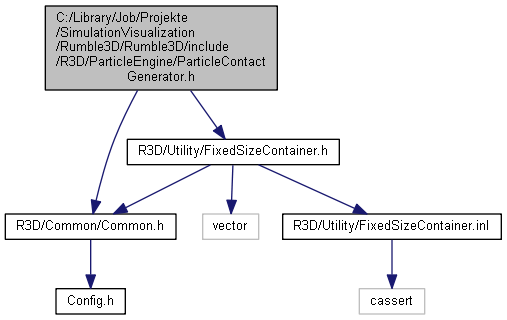 C:/Library/Job/Projekte
/SimulationVisualization
/Rumble3D/Rumble3D/include
/R3D/ParticleEngine/ParticleContact
Generator.h
R3D/Utility/FixedSizeContainer.h
R3D/Common/Common.h
vector
R3D/Utility/FixedSizeContainer.inl
Config.h
cassert